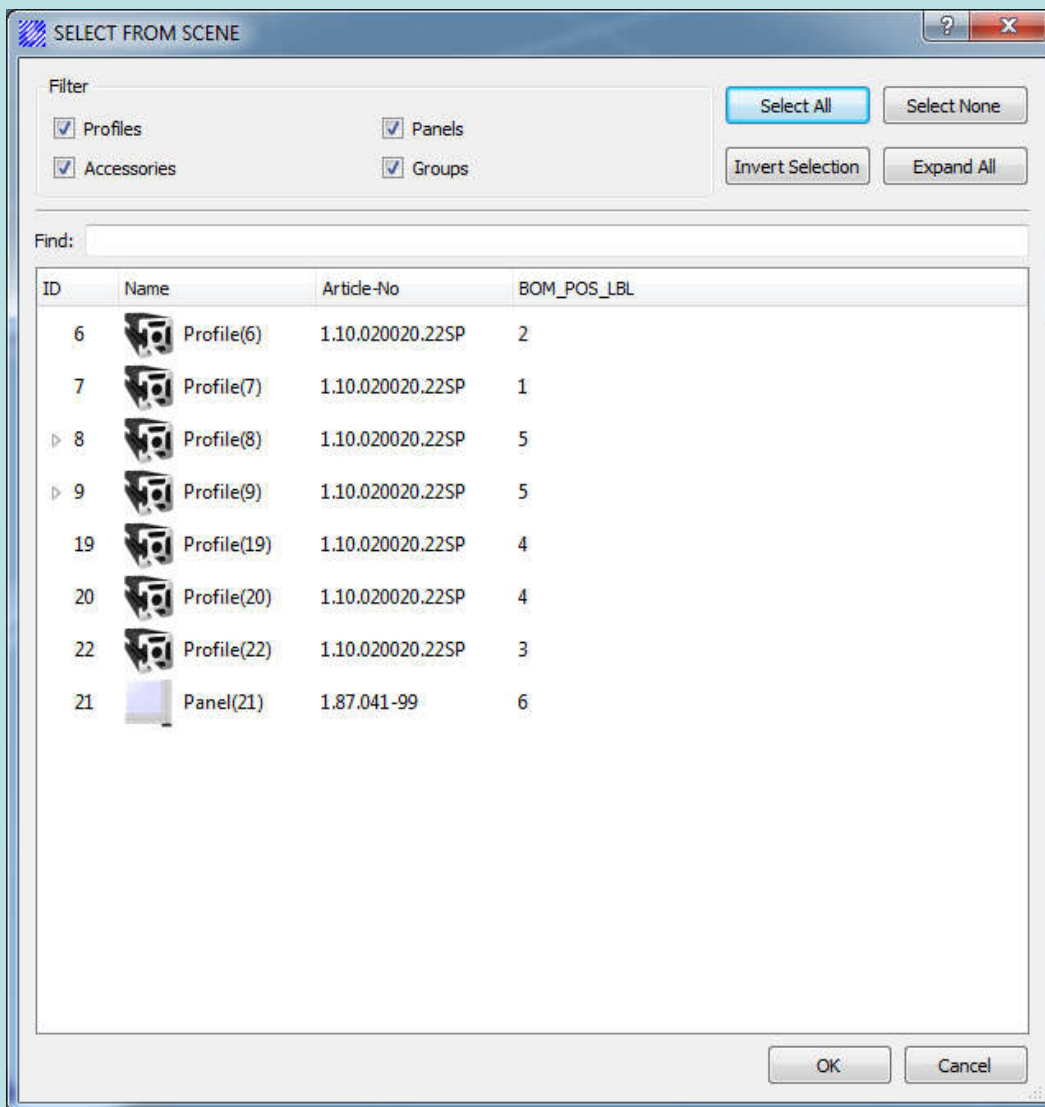 SELECT FROM SCENE
Filter
Profiles
Panels
Accessories
Groups
Select All
Select None
Invert Selection
Expand All
Find:
ID Name Article-No BOM_POS_LBL
6 Profile(6) 1.10.020020.22SP 2
7 Profile(7) 1.10.020020.22SP 1
8 Profile(8) 1.10.020020.22SP 5
9 Profile(9) 1.10.020020.22SP 5
19 Profile(19) 1.10.020020.22SP 4
20 Profile(20) 1.10.020020.22SP 4
22 Profile(22) 1.10.020020.22SP 3
21 Panel(21) 1.87.041-99 6
OK
Cancel